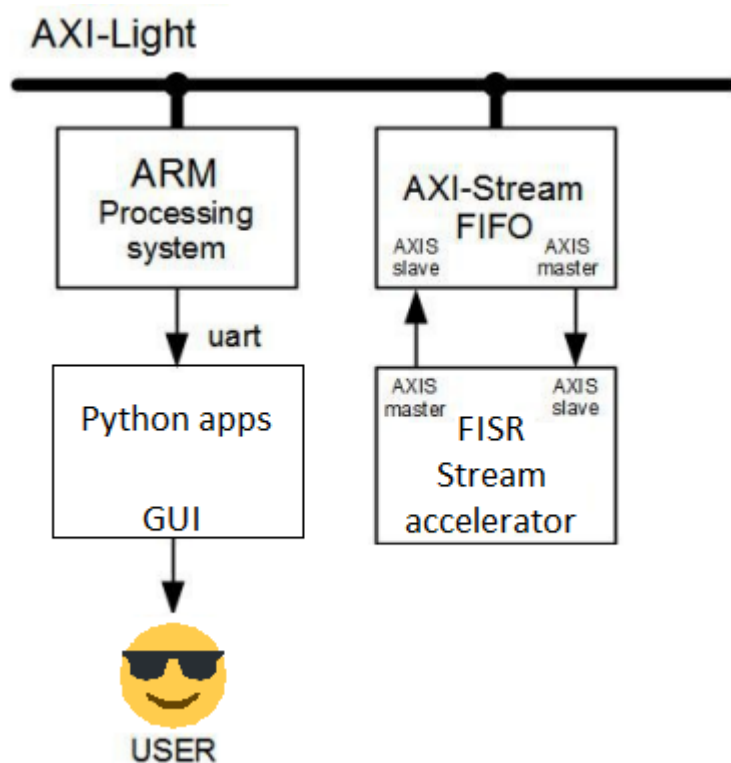 AXI-Light
ARM
Processing
system
AXI-Stream
FIFO
AXIS
slave
AXIS
master
uart
Python apps
GUI
AXIS
master
AXIS
slave
FISR
Stream
accelerator
USER